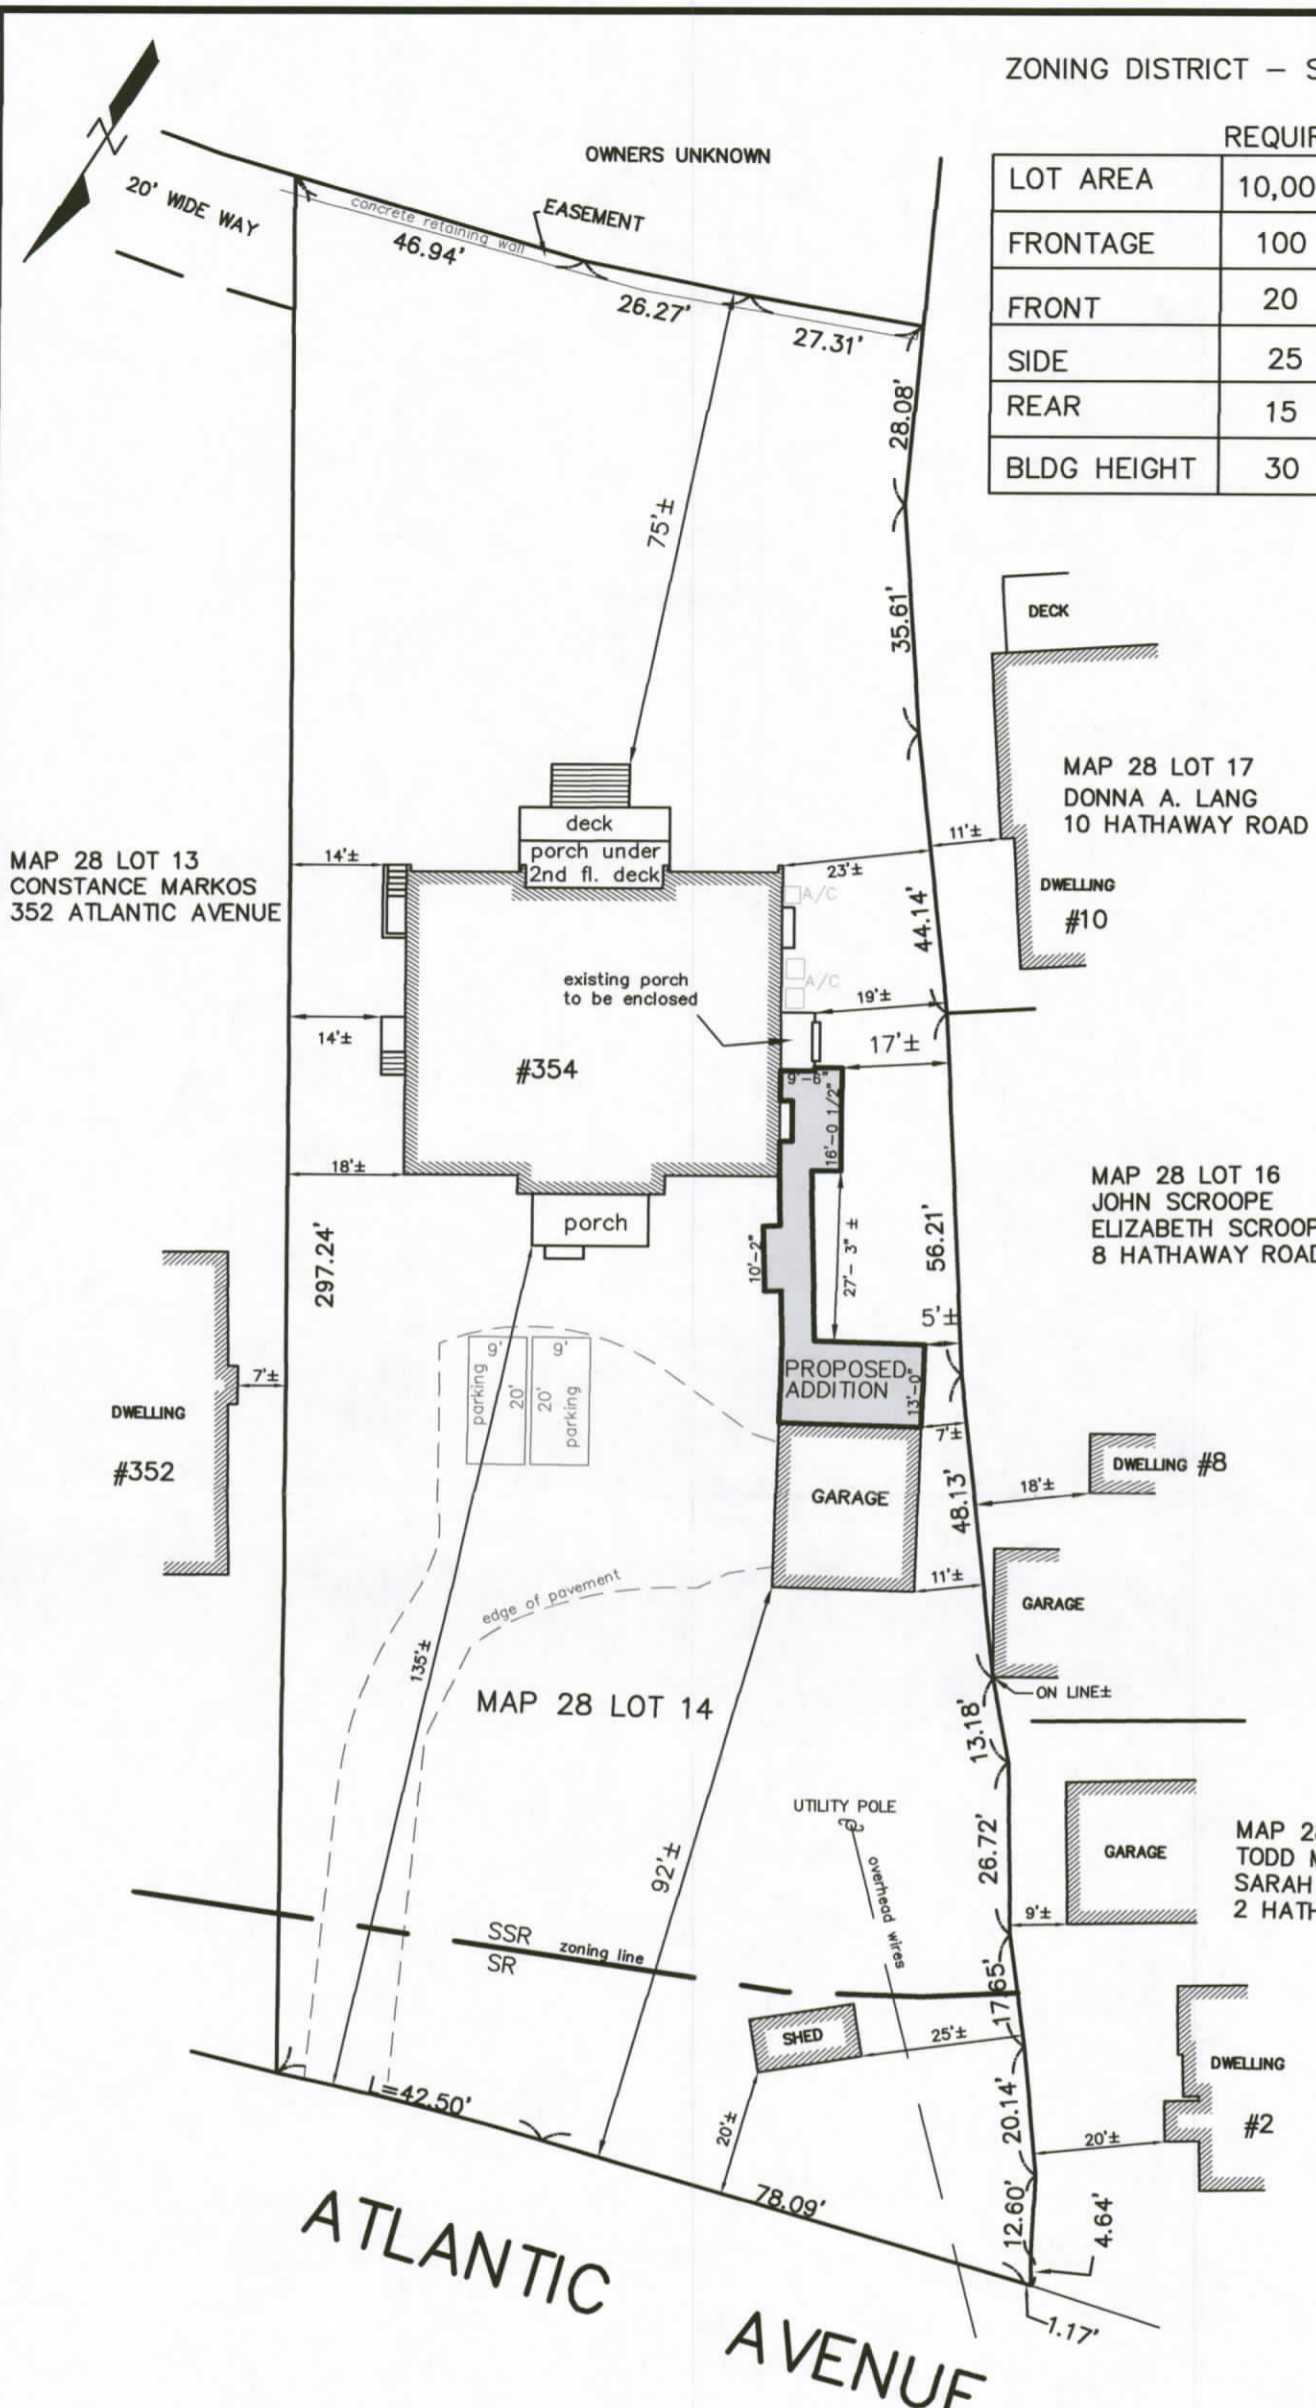 ZONING DISTRICT – S
REQUIR
LOT AREA 10,00
FRONTAGE 100
FRONT 20
SIDE 25
REAR 15
BLDG HEIGHT 30
N
20' WIDE WAY
OWNERS UNKNOWN
EASEMENT
concrete retaining wall
46.94'
26.27'
27.31'
28.08'
75'±
35.61'
DECK
MAP 28 LOT 17
DONNA A. LANG
10 HATHAWAY ROAD
MAP 28 LOT 13
CONSTANCE MARKOS
352 ATLANTIC AVENUE
14'±
deck
porch under
2nd fl. deck
23'±
11'±
A/C
44.14'
DWELLING
#10
existing porch
to be enclosed
A/C
19'±
14'±
17'±
#354
9'-6"
16'-0 1/2"
18'±
MAP 28 LOT 16
JOHN SCROOPE
ELIZABETH SCROOP
8 HATHAWAY ROAD
porch
297.24'
10'-2"
27'- 3" ±
56.21'
5'±
7'±
parking
9'
20'
9'
20'
parking
PROPOSED
ADDITION
13'-0"
7'±
DWELLING
#352
GARAGE
48.13'
18'±
DWELLING #8
11'±
GARAGE
edge of pavement
135'±
ON LINE±
MAP 28 LOT 14
13.18'
UTILITY POLE
overhead wires
92'±
26.72'
GARAGE
9'±
MAP 2
TODD M
SARAH
2 HATH
SSR
zoning line
SR
17.65'
SHED
25'±
DWELLING
#2
20'±
20.14'
20'±
L=42.50'
78.09'
12.60'
4.64'
1.17'
ATLANTIC
AVENUE